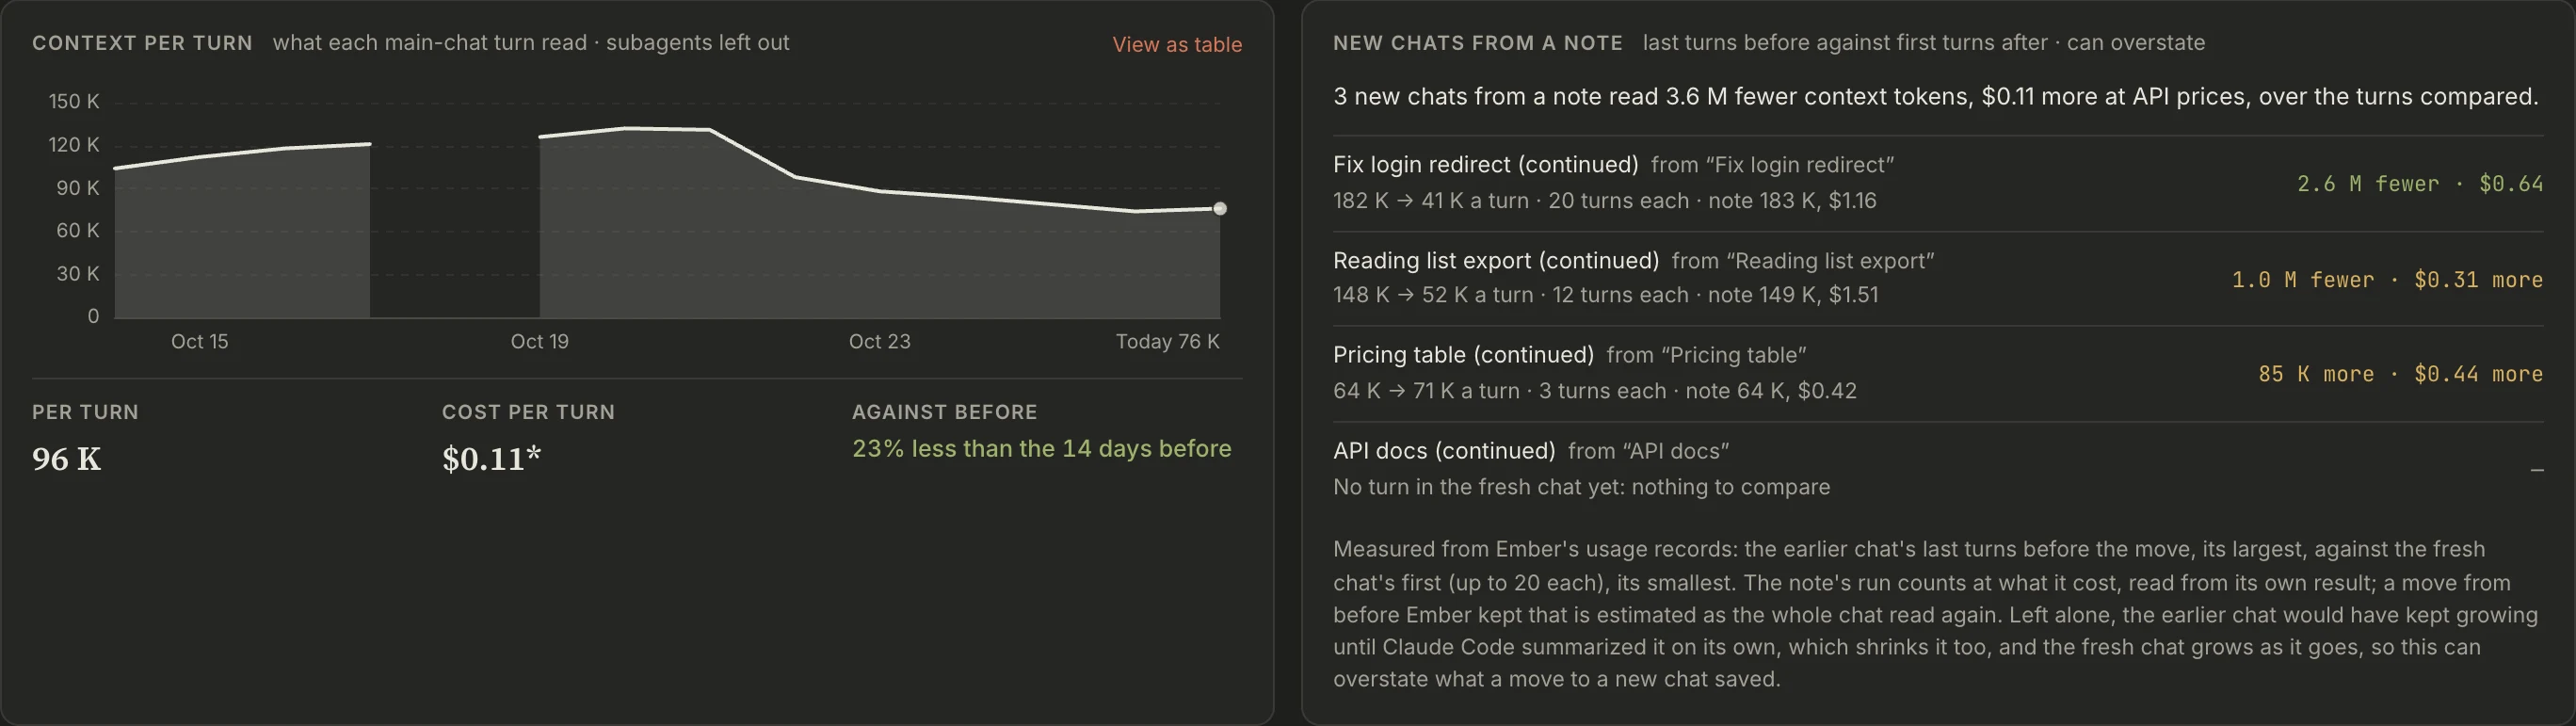 CONTEXT PER TURN what each main-chat turn read · subagents left out
View as table
150 K
120 K
90 K
60 K
30 K
0
Oct 15
Oct 19
Oct 23
Today 76 K
PER TURN
96 K
COST PER TURN
$0.11*
AGAINST BEFORE
23% less than the 14 days before
NEW CHATS FROM A NOTE last turns before against first turns after · can overstate
3 new chats from a note read 3.6 M fewer context tokens, $0.11 more at API prices, over the turns compared.
Fix login redirect (continued) from “Fix login redirect”
182 K → 41 K a turn · 20 turns each · note 183 K, $1.16
2.6 M fewer · $0.64
Reading list export (continued) from “Reading list export”
148 K → 52 K a turn · 12 turns each · note 149 K, $1.51
1.0 M fewer · $0.31 more
Pricing table (continued) from “Pricing table”
64 K → 71 K a turn · 3 turns each · note 64 K, $0.42
85 K more · $0.44 more
API docs (continued) from “API docs”
No turn in the fresh chat yet: nothing to compare
–
Measured from Ember's usage records: the earlier chat's last turns before the move, its largest, against the fresh
chat's first (up to 20 each), its smallest. The note's run counts at what it cost, read from its own result; a move from
before Ember kept that is estimated as the whole chat read again. Left alone, the earlier chat would have kept growing
until Claude Code summarized it on its own, which shrinks it too, and the fresh chat grows as it goes, so this can
overstate what a move to a new chat saved.